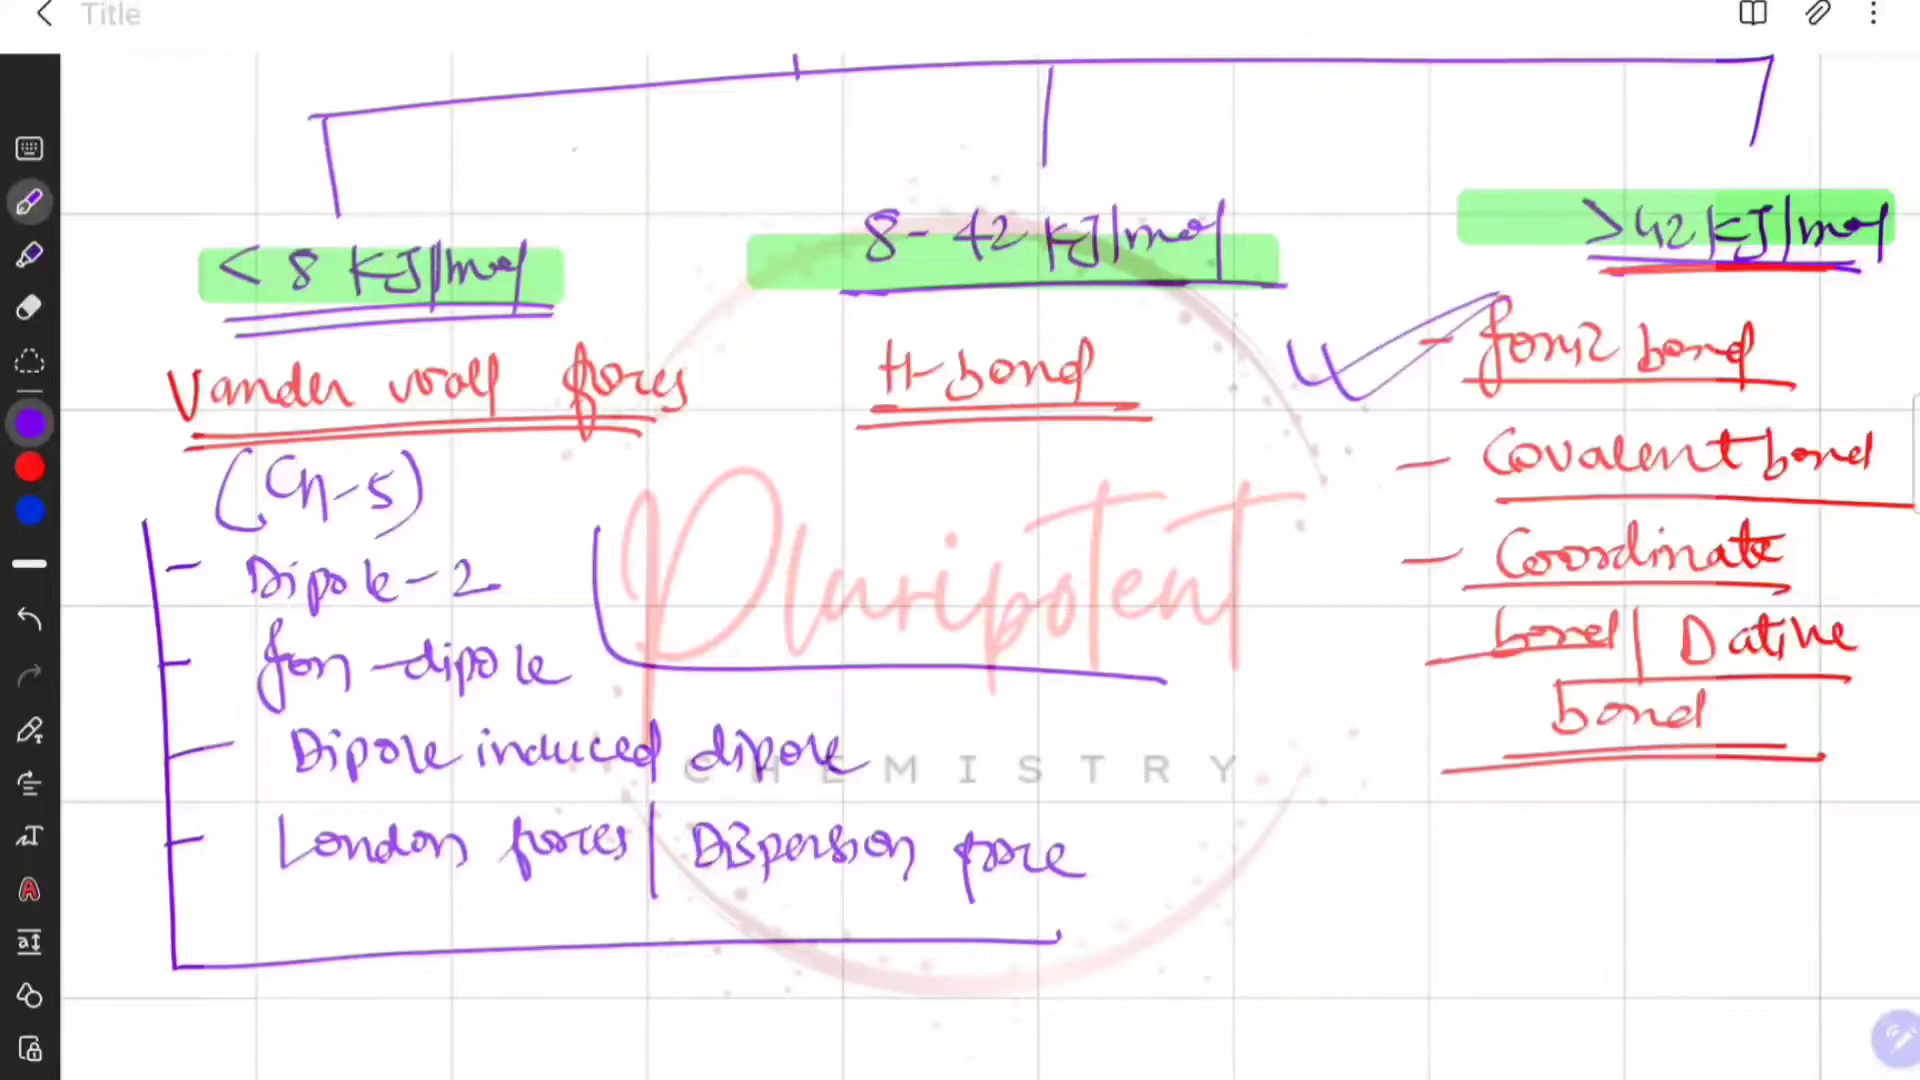 Title
< 8 KJ/mol
Vander waal forces
(Ch-5)
- Dipole-2
- Ion-dipole
- Dipole induced dipole
- London forces | Dispersion force
8-42 KJ/mol
H-bond
>42 KJ/mol
- Ionic bond
- Covalent bond
- Coordinate
bond | Dative
bond
Pluripotent
CHEMISTRY